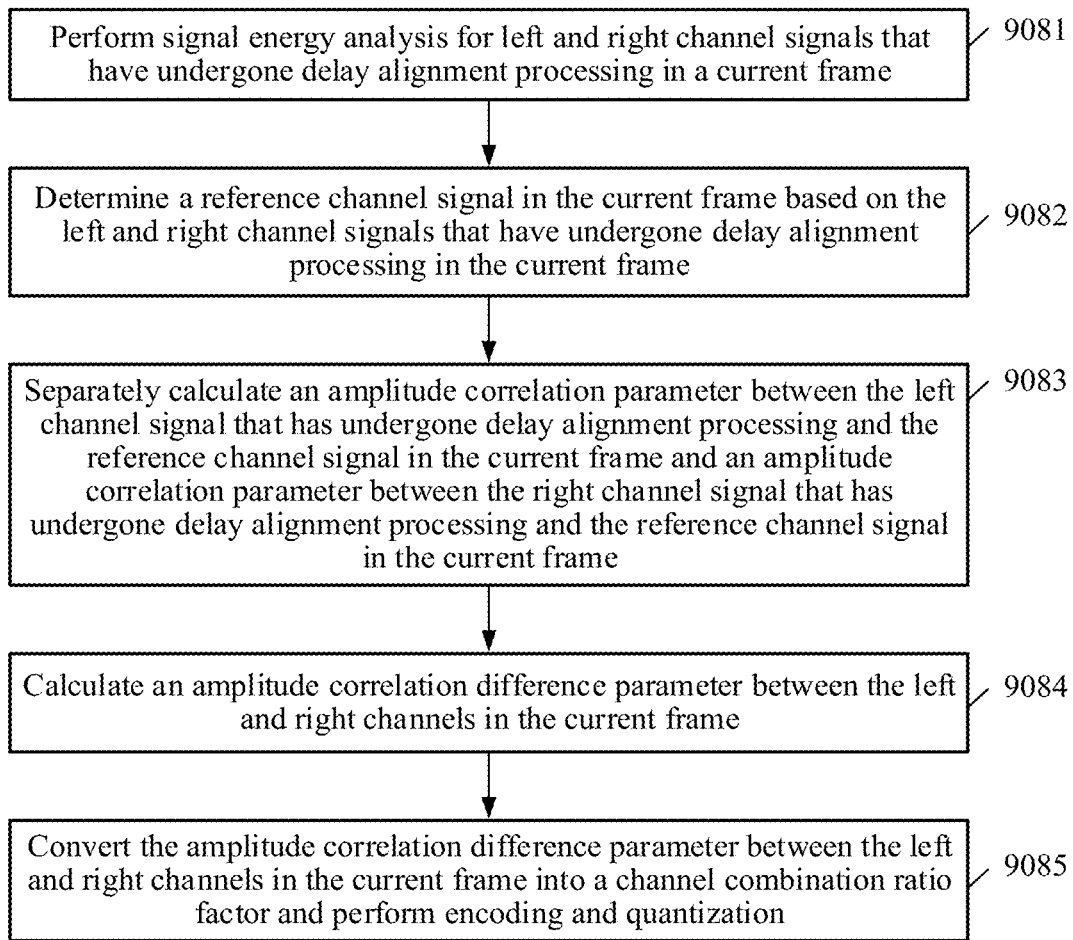 Perform signal energy analysis for left and right channel signals that
have undergone delay alignment processing in a current frame
9081
Determine a reference channel signal in the current frame based on the
left and right channel signals that have undergone delay alignment
processing in the current frame
9082
Separately calculate an amplitude correlation parameter between the left
channel signal that has undergone delay alignment processing and the
reference channel signal in the current frame and an amplitude
correlation parameter between the right channel signal that has
undergone delay alignment processing and the reference channel signal
in the current frame
9083
Calculate an amplitude correlation difference parameter between the left
and right channels in the current frame
9084
Convert the amplitude correlation difference parameter between the left
and right channels in the current frame into a channel combination ratio
factor and perform encoding and quantization
9085